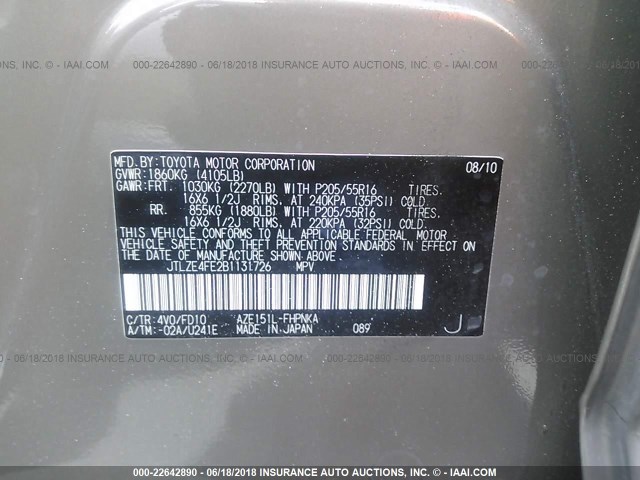 000-22642890 - 06/18/2018 INSURANCE AUTO AUCTIONS, INC. - IAAI.COM
MFD.BY:TOYOTA MOTOR CORPORATION 08/10
GVWR:1860KG (4105LB)
GAWR:FRT. 1030KG (2270LB) WITH P205/55R16 TIRES.
16X6 1/2J RIMS. AT 240KPA (35PSI) COLD.
RR. 855KG (1880LB) WITH P205/55R16 TIRES.
16X6 1/2J RIMS. AT 220KPA (32PSI) COLD.
THIS VEHICLE CONFORMS TO ALL APPLICABLE FEDERAL MOTOR
VEHICLE SAFETY AND THEFT PREVENTION STANDARDS IN EFFECT ON
THE DATE OF MANUFACTURE SHOWN ABOVE.
JTLZE4FE2B1131726 MPV
C/TR:4V0/FD10 AZE151L-FHPNKA
A/TM:-02A/U241E MADE IN JAPAN 089 J
000-22642890 - 06/18/2018 INSURANCE AUTO AUCTIONS, INC. - IAAI.COM